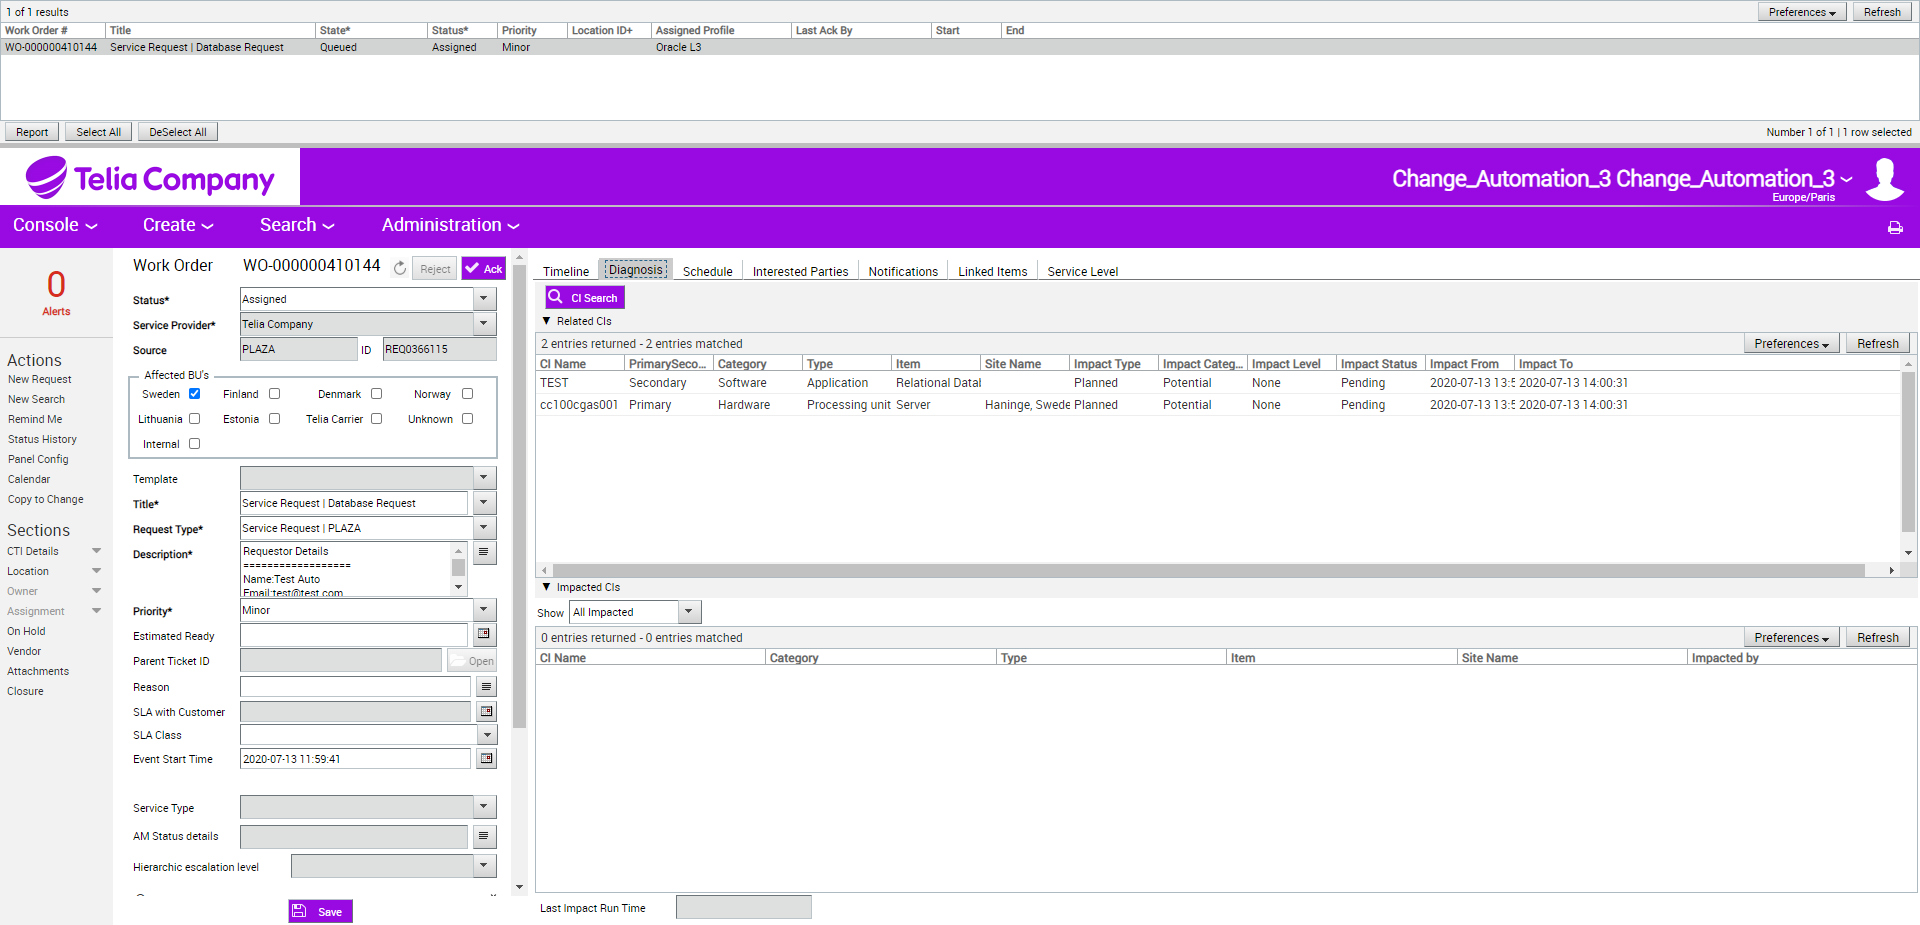 1 of 1 results
Preferences
Refresh
Work Order # Title State* Status* Priority Location ID+ Assigned Profile Last Ack By Start End
WO-000000410144 Service Request | Database Request Queued Assigned Minor Oracle L3
Report Select All DeSelect All
Number 1 of 1 | 1 row selected
Telia Company
Change_Automation_3 Change_Automation_3
Europe/Paris
Console Create Search Administration
0
Alerts
Actions
New Request
New Search
Remind Me
Status History
Panel Config
Calendar
Copy to Change
Sections
CTI Details
Location
Owner
Assignment
On Hold
Vendor
Attachments
Closure
Work Order WO-000000410144 Reject Ack
Status* Assigned
Service Provider* Telia Company
Source PLAZA ID REQ0366115
Affected BU's
Sweden Finland Denmark Norway
Lithuania Estonia Telia Carrier Unknown
Internal
Template
Title* Service Request | Database Request
Request Type* Service Request | PLAZA
Description* Requestor Details
==================
Name:Test Auto
Email:test@test.com
Priority* Minor
Estimated Ready
Parent Ticket ID Open
Reason
SLA with Customer
SLA Class
Event Start Time 2020-07-13 11:59:41
Service Type
AM Status details
Hierarchic escalation level
Save
Timeline Diagnosis Schedule Interested Parties Notifications Linked Items Service Level
CI Search
Related CIs
2 entries returned - 2 entries matched Preferences Refresh
CI Name PrimarySeco... Category Type Item Site Name Impact Type Impact Categ... Impact Level Impact Status Impact From Impact To
TEST Secondary Software Application Relational Datab Planned Potential None Pending 2020-07-13 13:5 2020-07-13 14:00:31
cc100cgas001 Primary Hardware Processing unit Server Haninge, Swede Planned Potential None Pending 2020-07-13 13:5 2020-07-13 14:00:31
Impacted CIs
Show All Impacted
0 entries returned - 0 entries matched Preferences Refresh
CI Name Category Type Item Site Name Impacted by
Last Impact Run Time